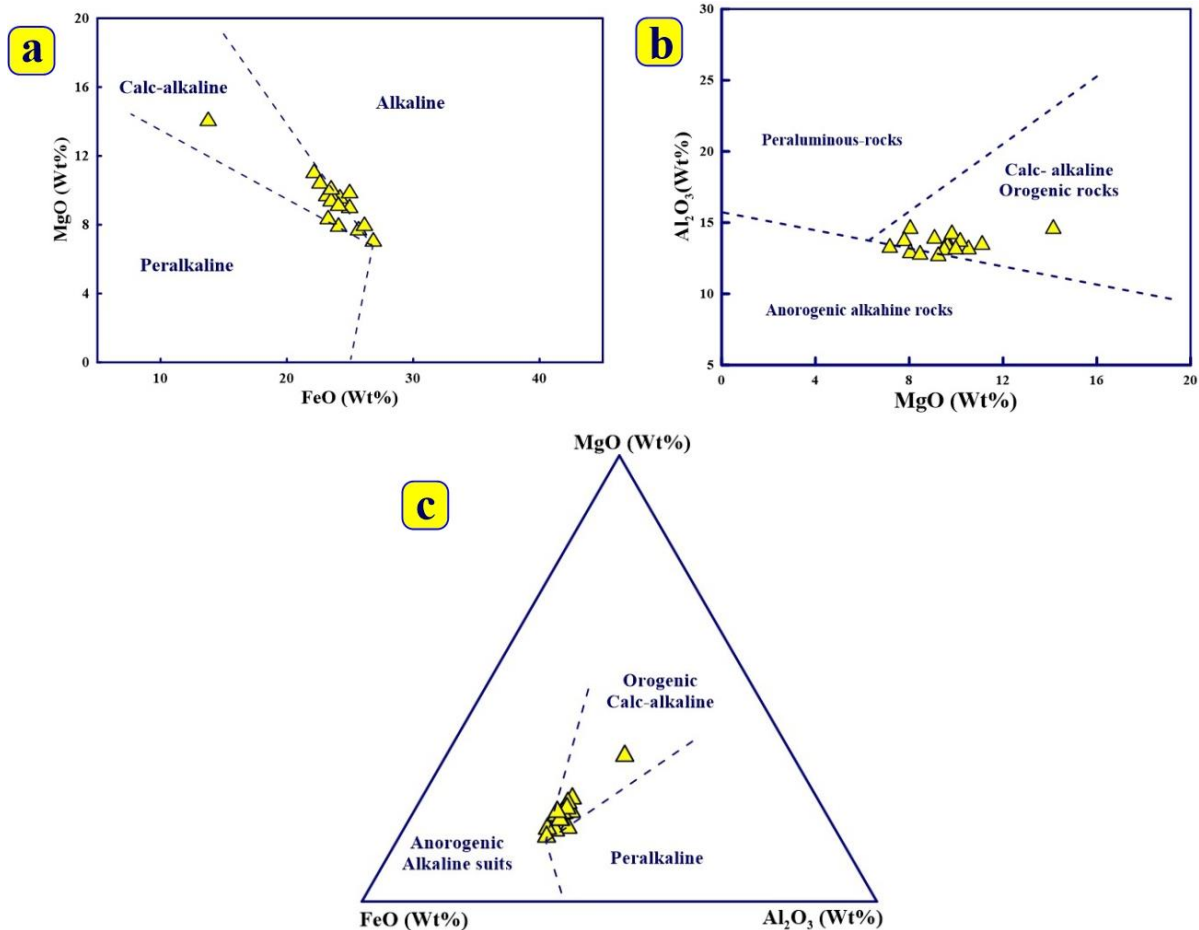 a
20
16
12
8
4
0
MgO (Wt%)
Calc-alkaline
Alkaline
Peralkaline
10
20
30
40
FeO (Wt%)
b
30
25
20
15
10
5
Al₂O₃(Wt%)
Peraluminous-rocks
Calc- alkaline
Orogenic rocks
Anorogenic alkahine rocks
0
4
8
12
16
20
MgO (Wt%)
c
MgO (Wt%)
Orogenic
Calc-alkaline
Anorogenic
Alkaline suits
Peralkaline
FeO (Wt%)
Al₂O₃ (Wt%)